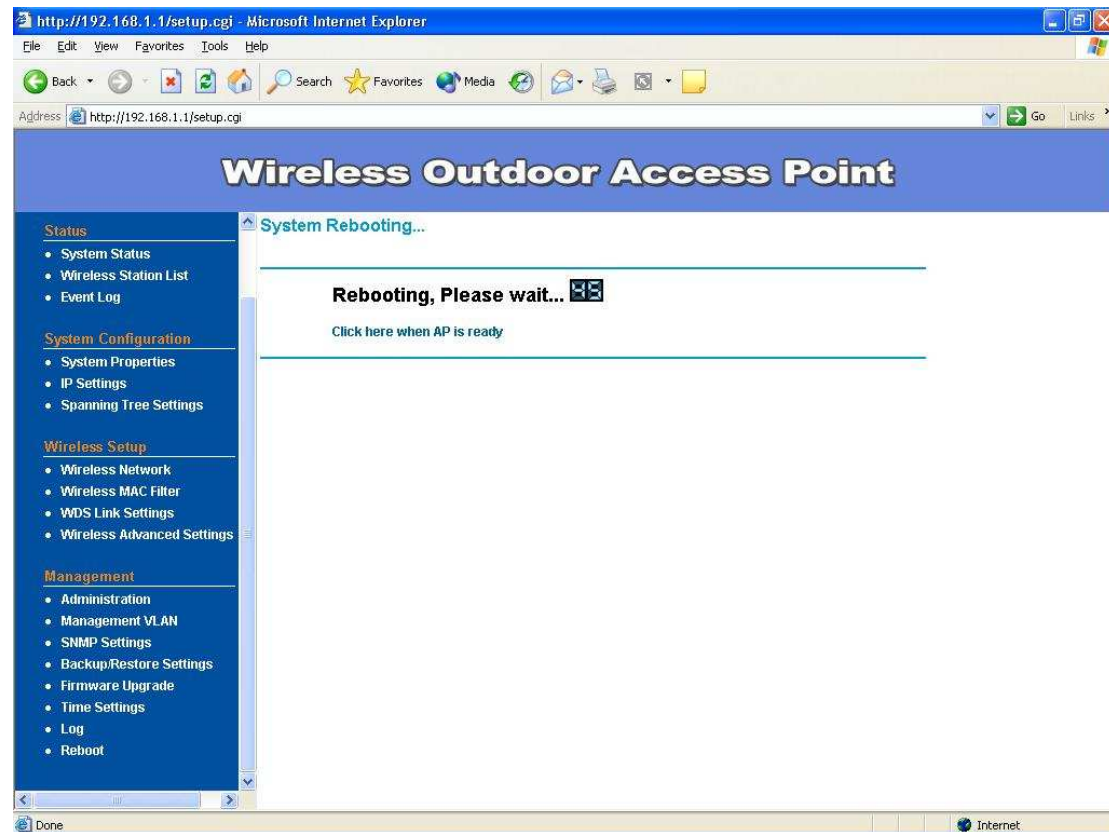 http://192.168.1.1/setup.cgi - Microsoft Internet Explorer
File Edit View Favorites Tools Help
Back Search Favorites Media
Address http://192.168.1.1/setup.cgi Go Links
Wireless Outdoor Access Point
Status
System Status
Wireless Station List
Event Log
System Configuration
System Properties
IP Settings
Spanning Tree Settings
Wireless Setup
Wireless Network
Wireless MAC Filter
WDS Link Settings
Wireless Advanced Settings
Management
Administration
Management VLAN
SNMP Settings
Backup/Restore Settings
Firmware Upgrade
Time Settings
Log
Reboot
System Rebooting...
Rebooting, Please wait...
Click here when AP is ready
Done Internet